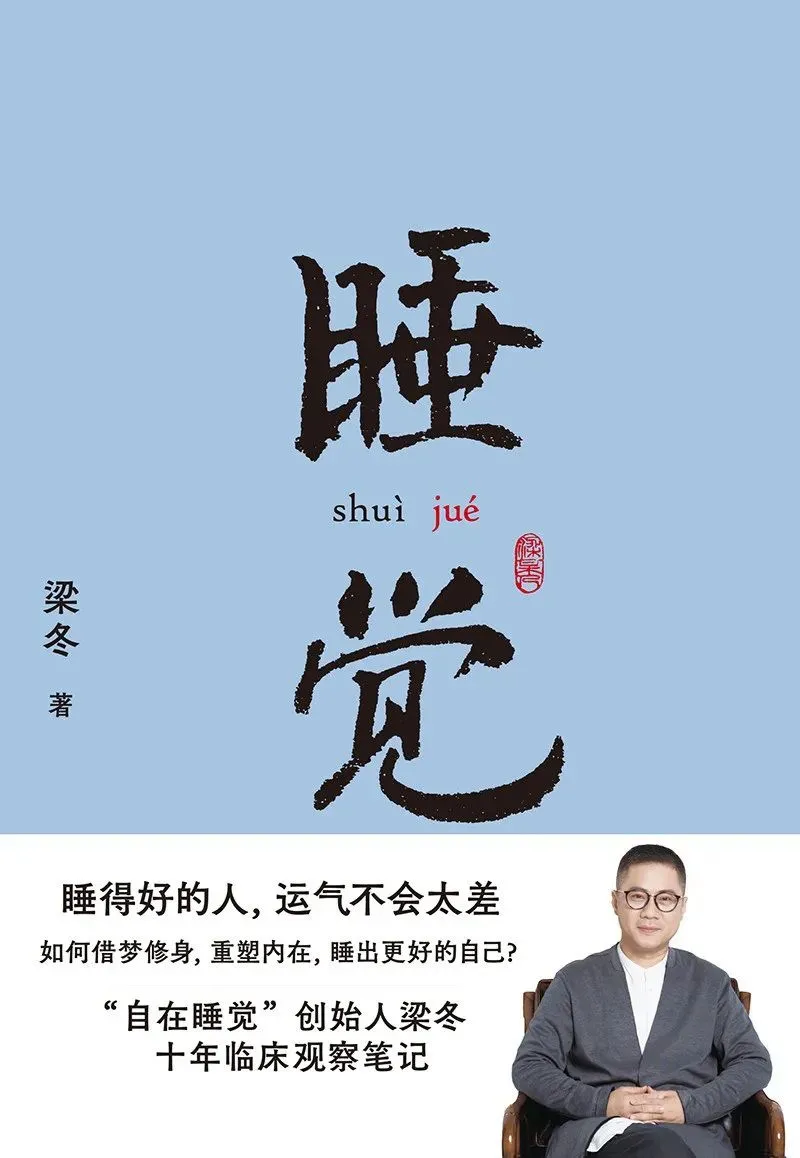 睡
shuì jué
觉
梁冬 著
睡得好的人, 运气不会太差
如何借梦修身, 重塑内在, 睡出更好的自己?
“自在睡觉”创始人梁冬
十年临床观察笔记